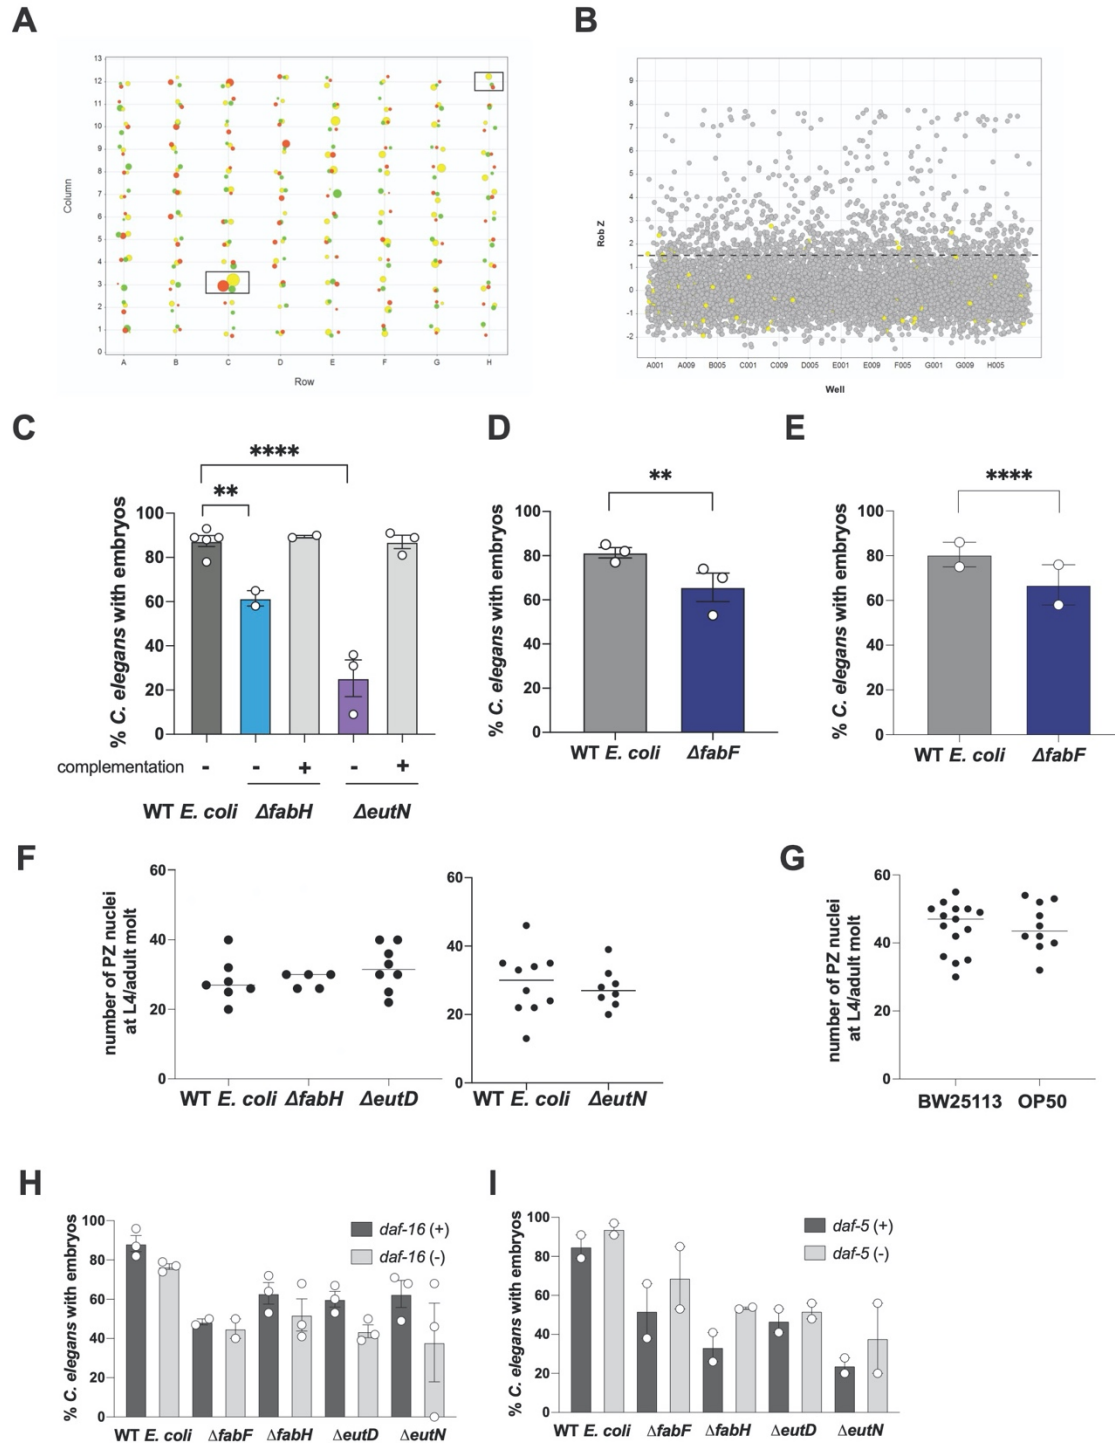 A
13
12
11
10
9
8
7
6
5
4
3
2
1
0
Column
A B C D E F G H
Row
B
9
8
7
6
5
4
3
2
1
0
-1
-2
Rob Z
A001 A009 B005 C001 C009 D005 E001 E009 F005 G001 G009 H005
Well
C
% C. elegans with embryos
100
80
60
40
20
0
****
**
complementation - - + - +
WT E. coli ΔfabH ΔeutN
D
% C. elegans with embryos
100
80
60
40
20
0
**
WT E. coli ΔfabF
E
% C. elegans with embryos
100
80
60
40
20
0
****
WT E. coli ΔfabF
F
number of PZ nuclei
at L4/adult molt
60
40
20
0
WT E. coli ΔfabH ΔeutD
60
40
20
0
WT E. coli ΔeutN
G
number of PZ nuclei
at L4/adult molt
60
40
20
0
BW25113 OP50
H
% C. elegans with embryos
100
80
60
40
20
0
daf-16 (+)
daf-16 (-)
WT E. coli ΔfabF ΔfabH ΔeutD ΔeutN
I
% C. elegans with embryos
100
80
60
40
20
0
daf-5 (+)
daf-5 (-)
WT E. coli ΔfabF ΔfabH ΔeutD ΔeutN